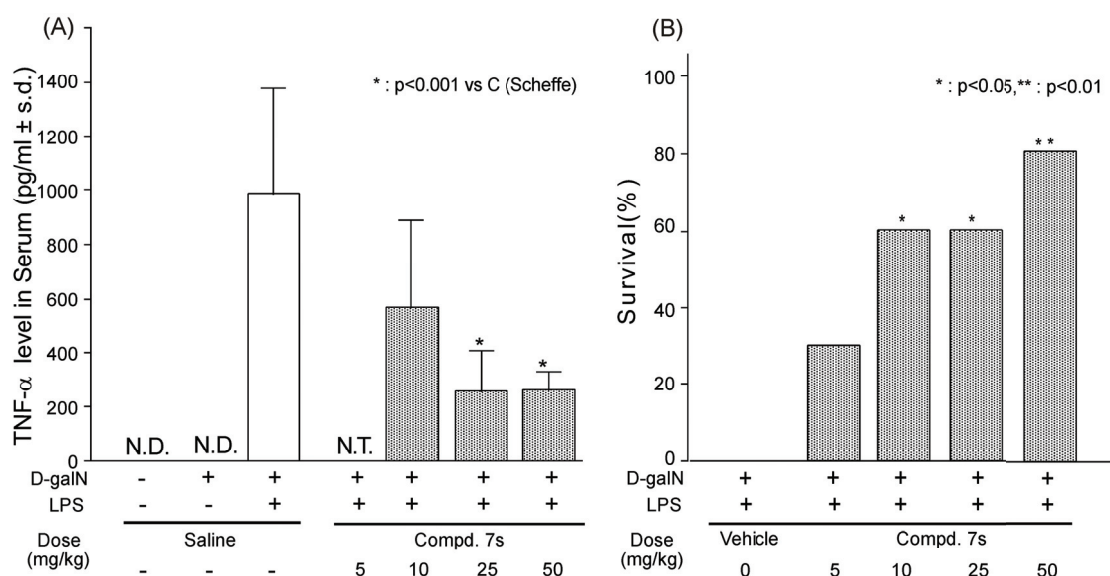 (A)
TNF-α level in Serum (pg/ml ± s.d.)
1400
1200
1000
800
600
400
200
0
* : p<0.001 vs C (Scheffe)
N.D. N.D. N.T. * *
D-galN - + + + + + +
LPS - - + + + + +
Saline Compd. 7s
Dose
(mg/kg) - - - 5 10 25 50
(B)
Survival(%)
100
80
60
40
20
0
* : p<0.05,** : p<0.01
* * **
D-galN + + + + +
LPS + + + + +
Dose Vehicle Compd. 7s
(mg/kg) 0 5 10 25 50